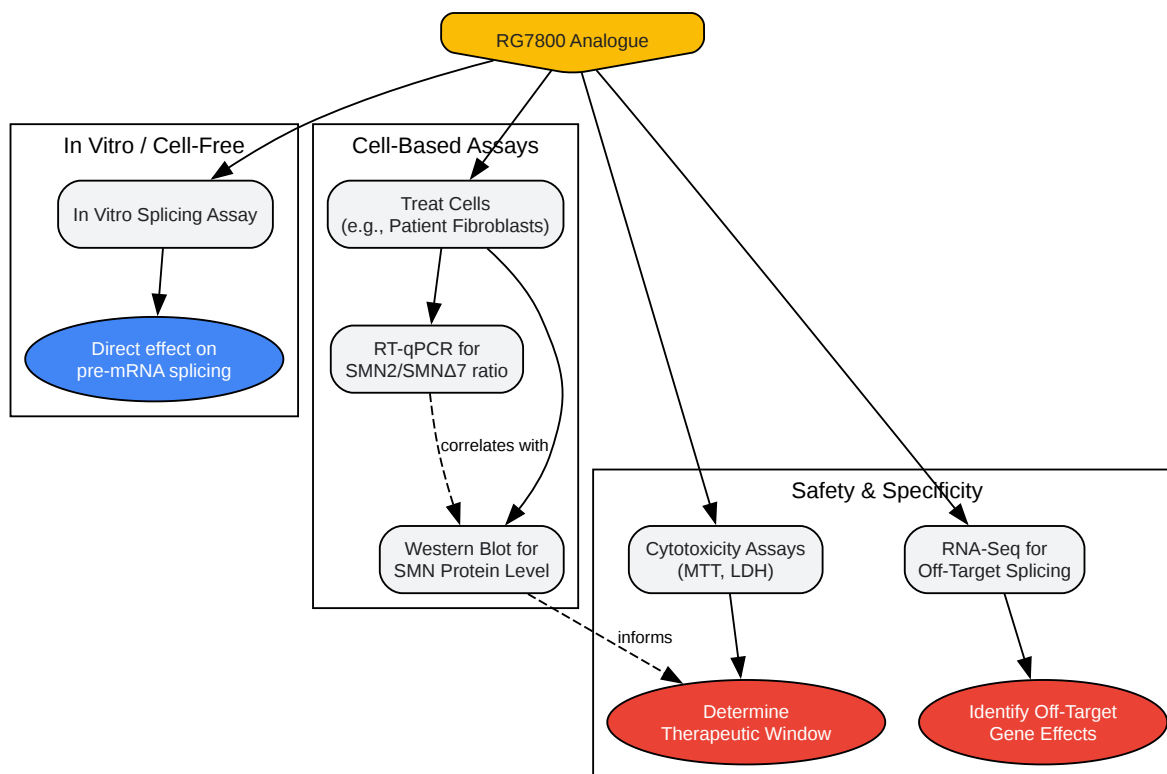 RG7800 Analogue
In Vitro / Cell-Free
Cell-Based Assays
In Vitro Splicing Assay
Treat Cells
(e.g., Patient Fibroblasts)
Direct effect on
pre-mRNA splicing
RT-qPCR for
SMN2/SMNΔ7 ratio
correlates with
Safety & Specificity
Western Blot for
SMN Protein Level
Cytotoxicity Assays
(MTT, LDH)
RNA-Seq for
Off-Target Splicing
informs
Determine
Therapeutic Window
Identify Off-Target
Gene Effects